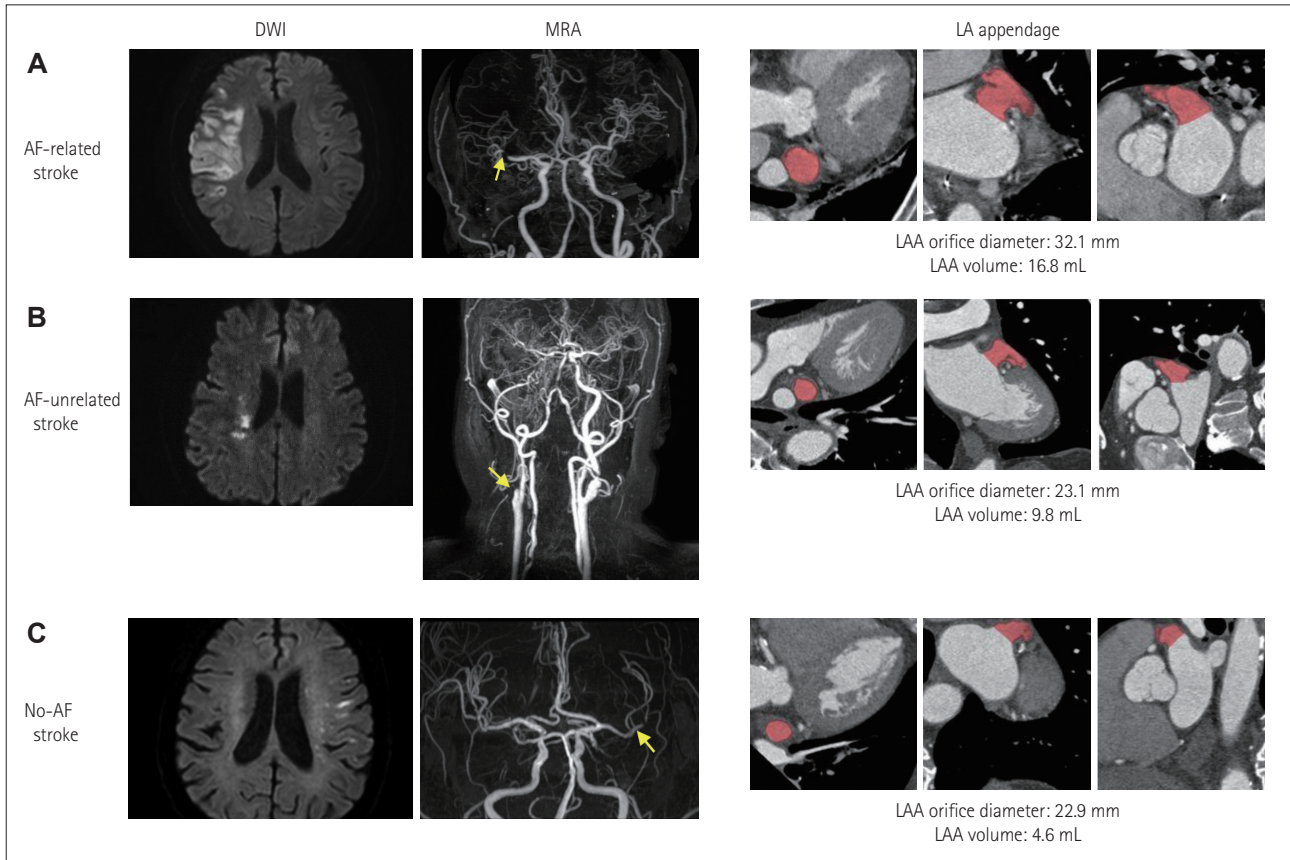 DWI
MRA
LA appendage
A
AF-related
stroke
LAA orifice diameter: 32.1 mm
LAA volume: 16.8 mL
B
AF-unrelated
stroke
LAA orifice diameter: 23.1 mm
LAA volume: 9.8 mL
C
No-AF
stroke
LAA orifice diameter: 22.9 mm
LAA volume: 4.6 mL